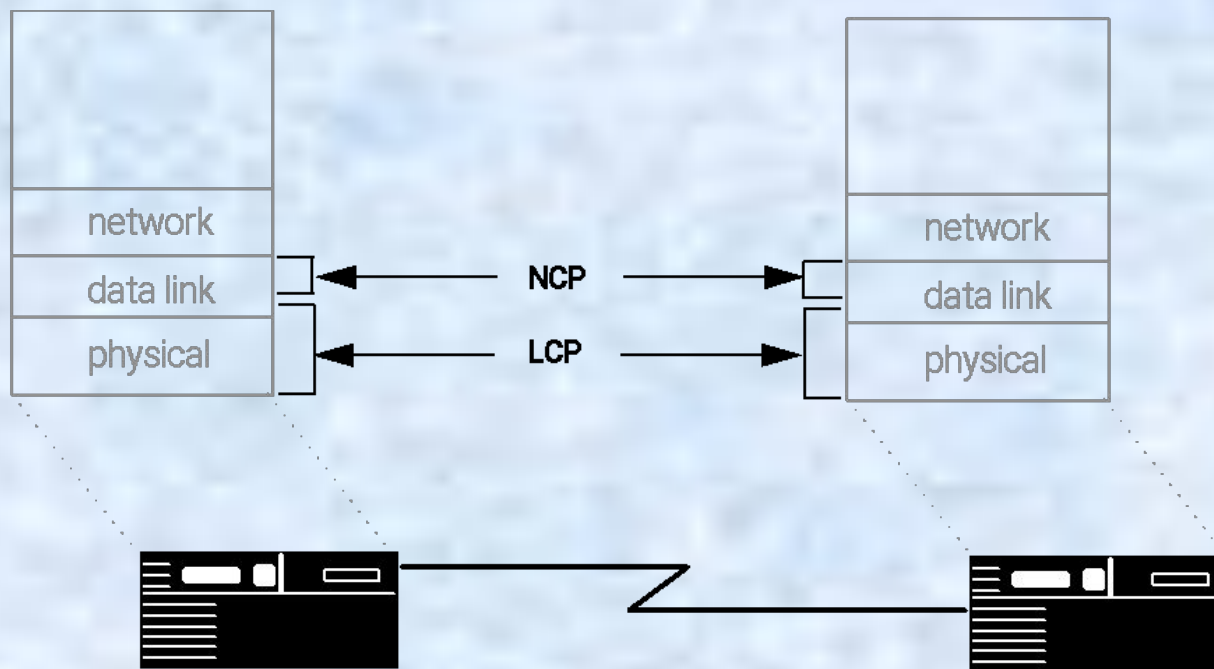 network
data link
physical
NCP
LCP
network
data link
physical